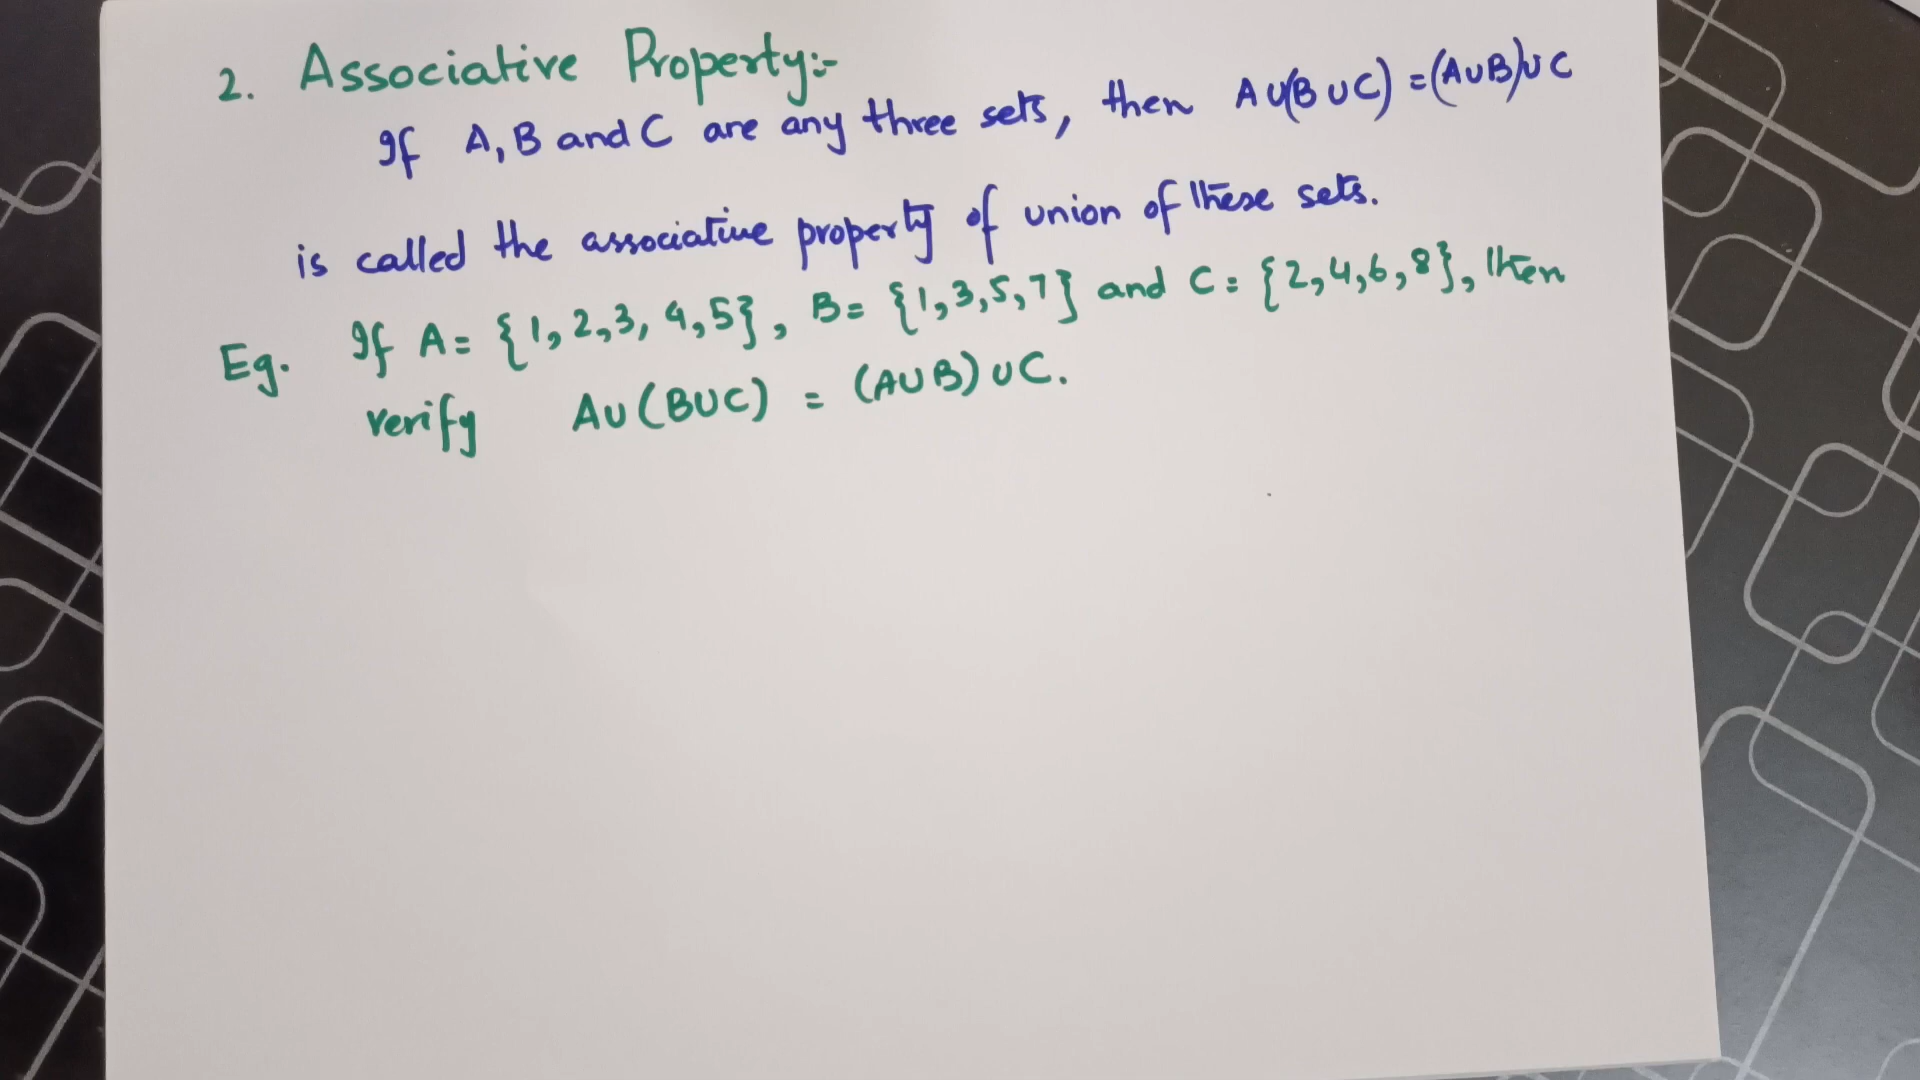 2. Associative Property:-
If A, B and C are any three sets, then A∪(B∪C) = (A∪B)∪C
is called the associative property of union of these sets.
Eg. If A = {1, 2, 3, 4, 5}, B = {1, 3, 5, 7} and C = {2, 4, 6, 8}, then
verify A∪(B∪C) = (A∪B)∪C.